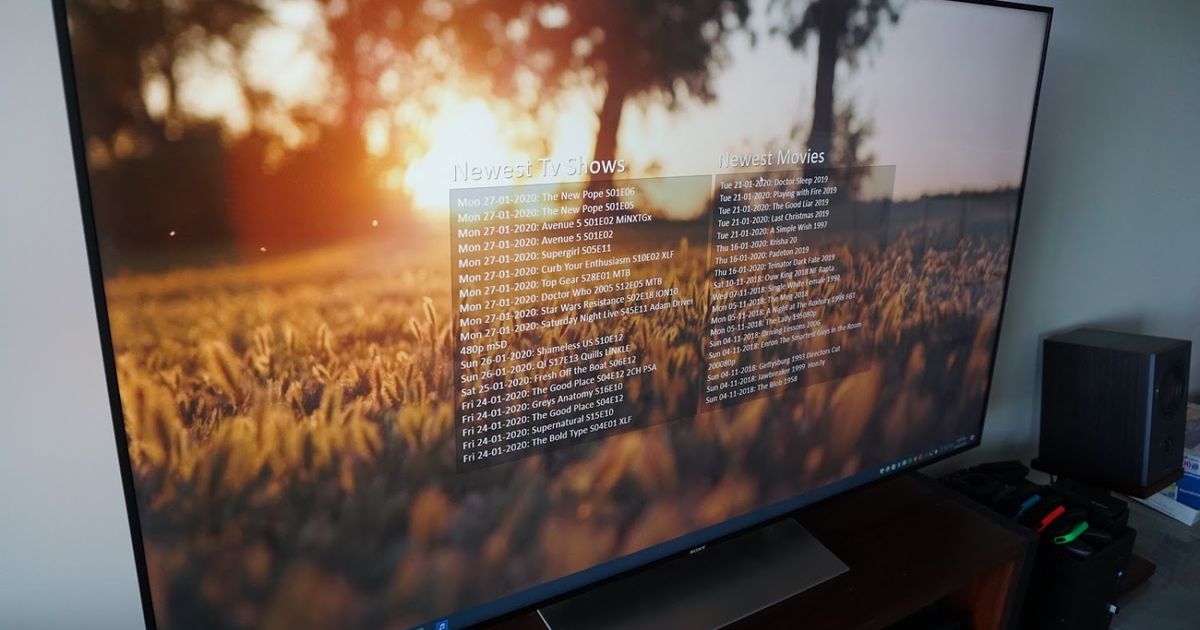 Newest Tv Shows
Mon 27-01-2020: The New Pope S01E06
Mon 27-01-2020: The New Pope S01E05
Mon 27-01-2020: Avenue 5 S01E02 MiNXTGx
Mon 27-01-2020: Avenue 5 S01E02
Mon 27-01-2020: Supergirl S05E11
Mon 27-01-2020: Curb Your Enthusiasm S10E02 XLF
Mon 27-01-2020: Top Gear S28E01 MTB
Mon 27-01-2020: Doctor Who 2005 S12E05 MTB
Mon 27-01-2020: Star Wars Resistance S02E18 ION10
Mon 27-01-2020: Saturday Night Live S45E11 Adam Driver
480p mSD
Sun 26-01-2020: Shameless US S10E12
Sun 26-01-2020: QI S17E13 Quills LiNKLE
Sat 25-01-2020: Fresh Off the Boat S06E12
Fri 24-01-2020: The Good Place S04E12 2CH PSA
Fri 24-01-2020: Greys Anatomy S16E10
Fri 24-01-2020: The Good Place S04E12
Fri 24-01-2020: Supernatural S15E10
Fri 24-01-2020: The Bold Type S04E01 XLF
Newest Movies
Tue 21-01-2020: Doctor Sleep 2019
Tue 21-01-2020: Playing with Fire 2019
Tue 21-01-2020: The Good Liar 2019
Tue 21-01-2020: Last Christmas 2019
Tue 21-01-2020: A Simple Wish 1997
Thu 16-01-2020: Krisha 20
Thu 16-01-2020: Padeton 2019
Thu 16-01-2020: Teinator Dark Fate 2019
Sat 10-11-2018: Ouw King 2018 NF Rapta
Wed 07-11-2018: Single White Female 1992
Mon 05-11-2018: The Meg 2018
Mon 05-11-2018: A Night at The Roxbury 1998 FGT
Mon 05-11-2018: The Lady 195080p
Sun 04-11-2018: Driving Lessons 2006
Sun 04-11-2018: Enron The Smartest Guys in the Room
200080p
Sun 04-11-2018: Gettysburg 1993 Directors Cut
Sun 04-11-2018: Jawbreaker 1999
Sun 04-11-2018: The Blob 1958
SONY